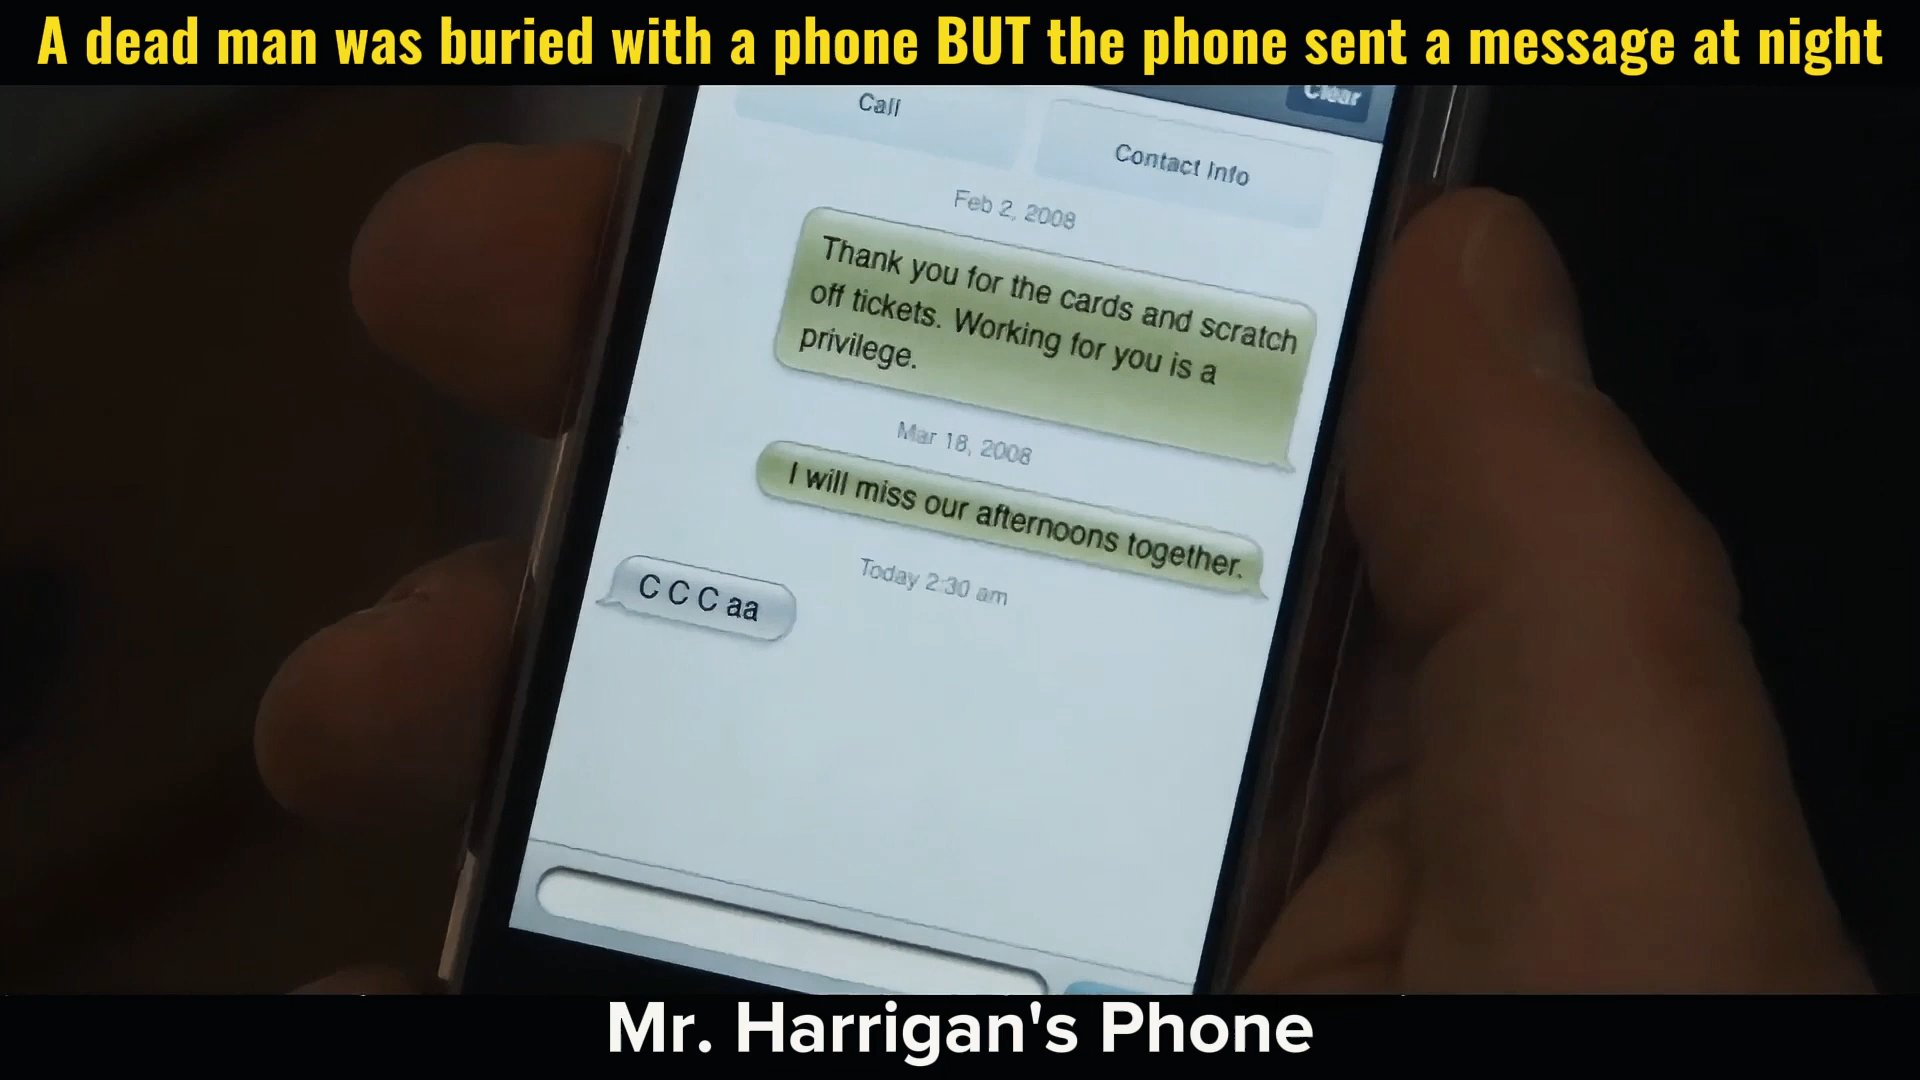 A dead man was buried with a phone BUT the phone sent a message at night
Clear
Call
Contact Info
Feb 2, 2008
Thank you for the cards and scratch
off tickets. Working for you is a
privilege.
Mar 18, 2008
I will miss our afternoons together.
Today 2:30 am
C C C aa
Mr. Harrigan's Phone